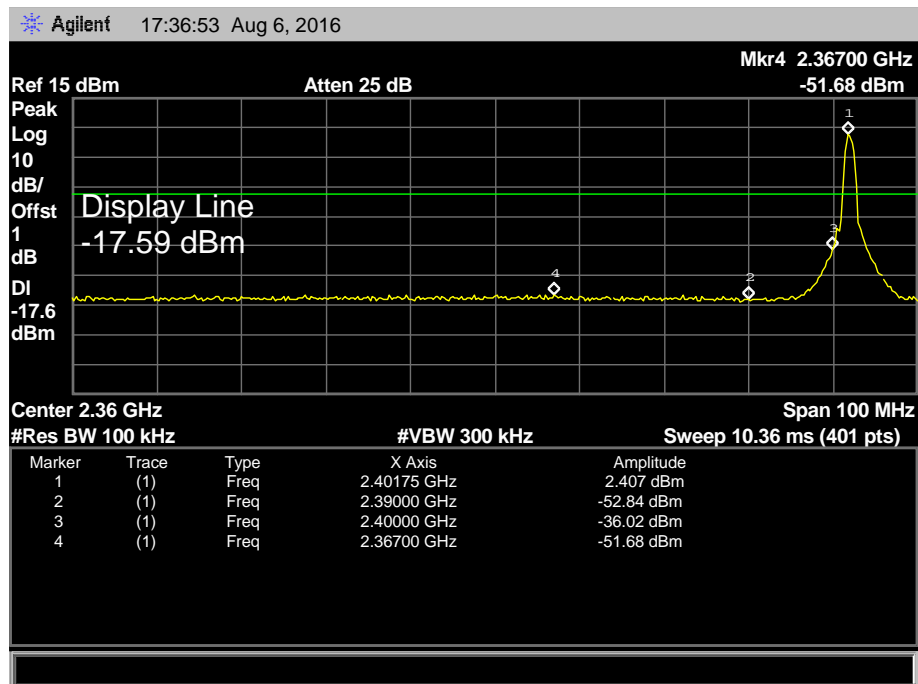 Agilent 17:36:53 Aug 6, 2016
Mkr4 2.36700 GHz
Ref 15 dBm Atten 25 dB -51.68 dBm
Peak
Log
10
dB/
Offst
1
dB
DI
-17.6
dBm
1
Display Line
-17.59 dBm
3
4
2
Center 2.36 GHz Span 100 MHz
#Res BW 100 kHz #VBW 300 kHz Sweep 10.36 ms (401 pts)
Marker Trace Type X Axis Amplitude
1 (1) Freq 2.40175 GHz 2.407 dBm
2 (1) Freq 2.39000 GHz -52.84 dBm
3 (1) Freq 2.40000 GHz -36.02 dBm
4 (1) Freq 2.36700 GHz -51.68 dBm